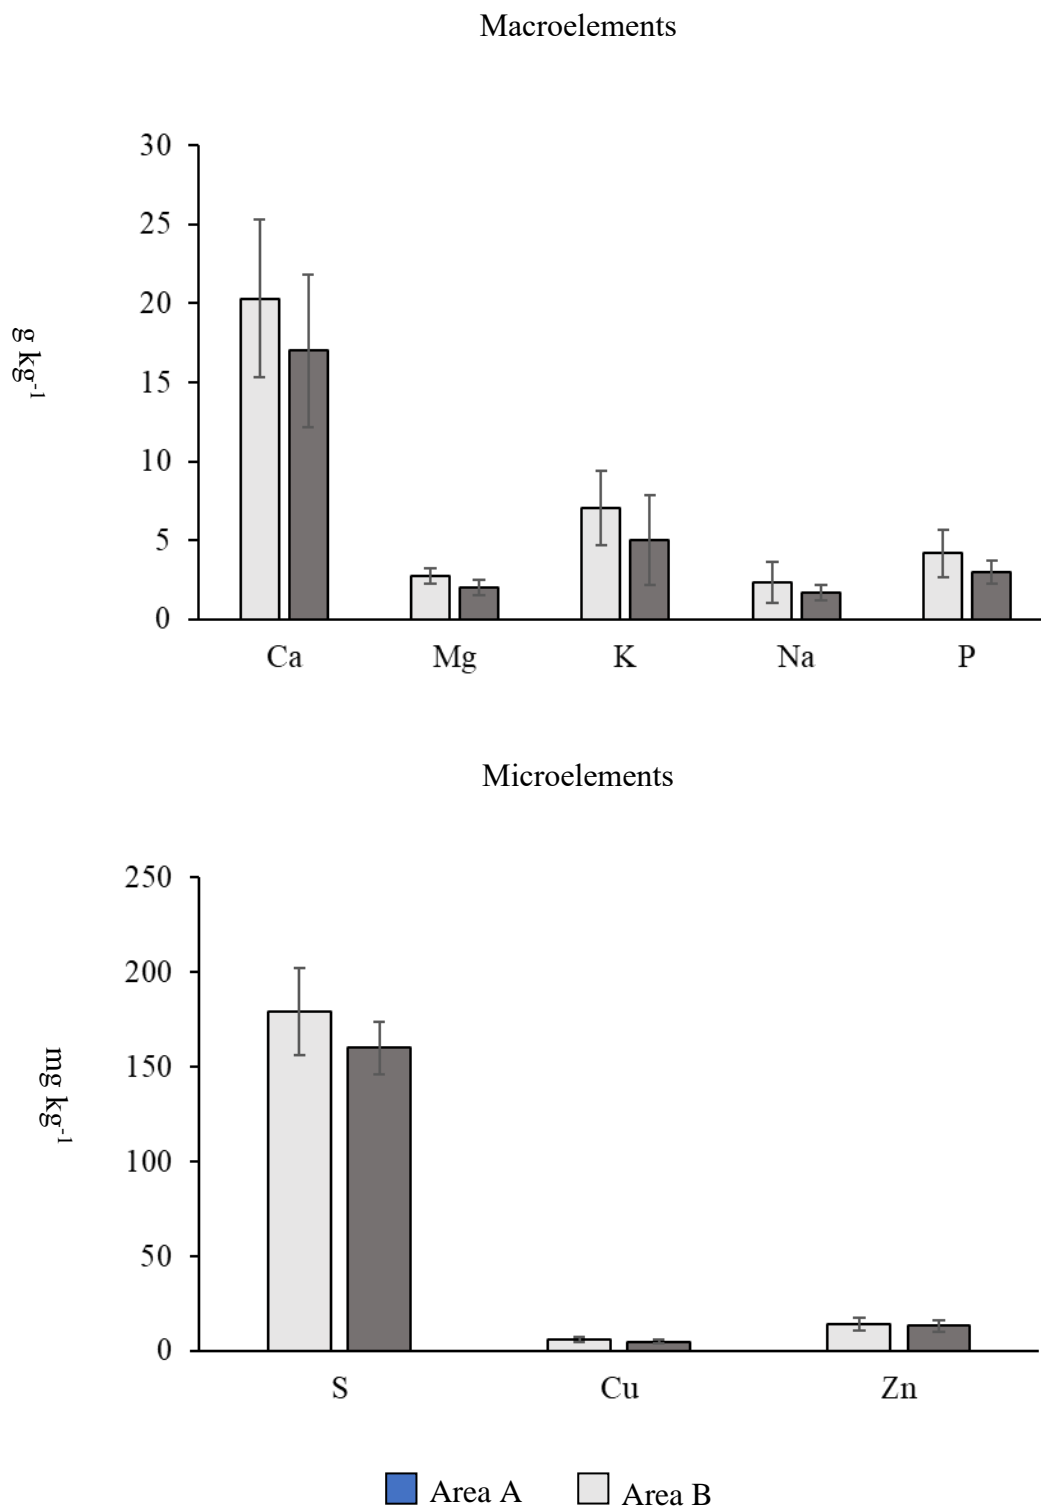 Macroelements
30
25
20
15
10
5
0
g kg⁻¹
Ca Mg K Na P
Microelements
250
200
150
100
50
0
mg kg⁻¹
S Cu Zn
Area A Area B